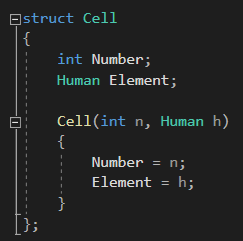 struct Cell
{
int Number;
Human Element;
Cell(int n, Human h)
{
Number = n;
Element = h;
}
};